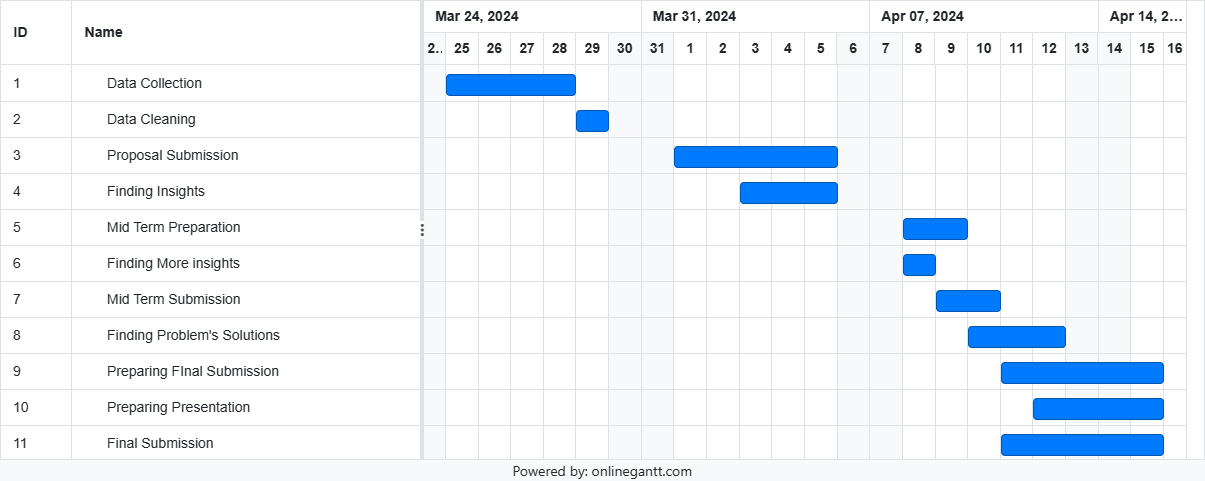 ID Name Mar 24, 2024 Mar 31, 2024 Apr 07, 2024 Apr 14, 2...
2.. 25 26 27 28 29 30 31 1 2 3 4 5 6 7 8 9 10 11 12 13 14 15 16
1 Data Collection
2 Data Cleaning
3 Proposal Submission
4 Finding Insights
5 Mid Term Preparation
6 Finding More insights
7 Mid Term Submission
8 Finding Problem's Solutions
9 Preparing FInal Submission
10 Preparing Presentation
11 Final Submission
Powered by: onlinegantt.com